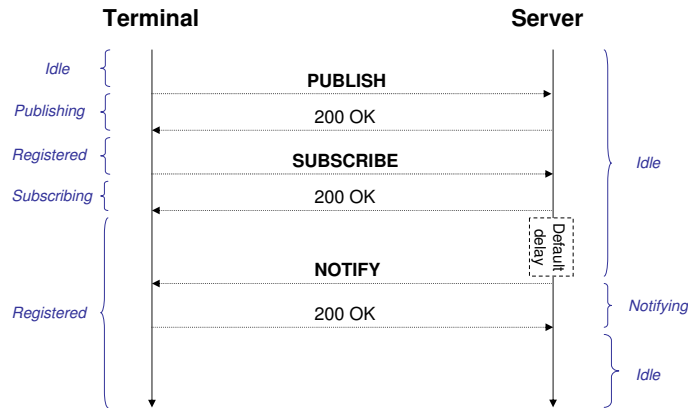 Terminal
Server
Idle
PUBLISH
Publishing
200 OK
Registered
SUBSCRIBE
Idle
Subscribing
200 OK
Default
delay
NOTIFY
Registered
200 OK
Notifying
Idle